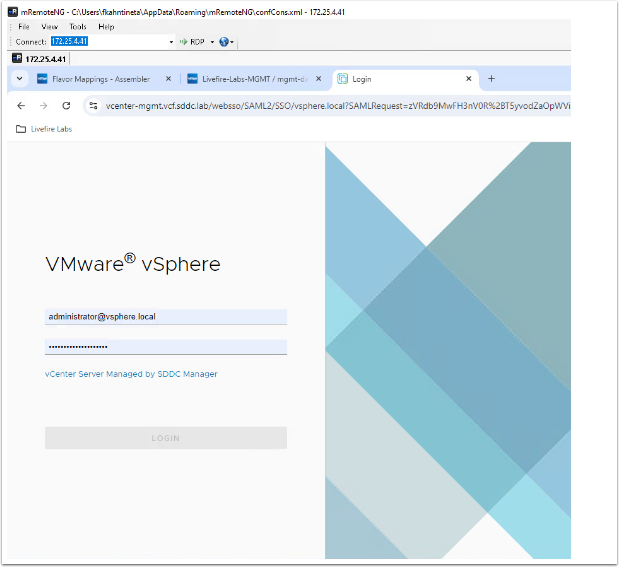 mRemoteNG - C:\Users\fkahntineta\AppData\Roaming\mRemoteNG\confCons.xml - 172.25.4.41
File View Tools Help
Connect: 172.25.4.41 RDP
172.25.4.41
Flavor Mappings - Assembler
Livefire-Labs-MGMT / mgmt-da
Login
vcenter-mgmt.vcf.sddc.lab/websso/SAML2/SSO/vsphere.local?SAMLRequest=zVRdb9MwFH3nV0R%2BT5yvodZaOpWVi
Livefire Labs
VMware® vSphere
administrator@vsphere.local
vCenter Server Managed by SDDC Manager
LOGIN